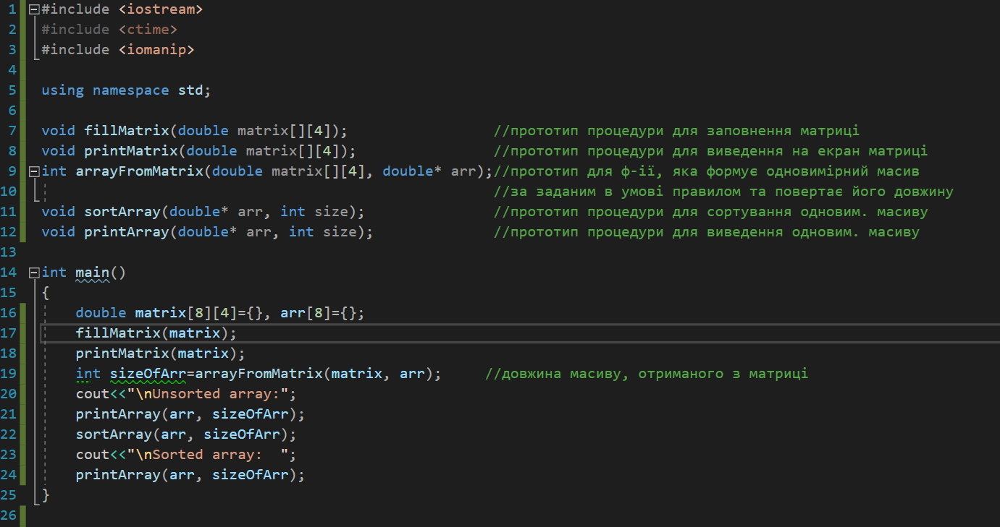 1 #include <iostream>
2 #include <ctime>
3 #include <iomanip>
4
5 using namespace std;
6
7 void fillMatrix(double matrix[][4]); //прототип процедури для заповнення матриці
8 void printMatrix(double matrix[][4]); //прототип процедури для виведення на екран матриці
9 int arrayFromMatrix(double matrix[][4], double* arr);//прототип для ф-ії, яка формує одновимірний масив
10 //за заданим в умові правилом та повертає його довжину
11 void sortArray(double* arr, int size); //прототип процедури для сортування одновим. масиву
12 void printArray(double* arr, int size); //прототип процедури для виведення одновим. масиву
13
14 int main()
15 {
16 double matrix[8][4]={}, arr[8]={};
17 fillMatrix(matrix);
18 printMatrix(matrix);
19 int sizeOfArr=arrayFromMatrix(matrix, arr); //довжина масиву, отриманого з матриці
20 cout<<"\nUnsorted array:";
21 printArray(arr, sizeOfArr);
22 sortArray(arr, sizeOfArr);
23 cout<<"\nSorted array:  ";
24 printArray(arr, sizeOfArr);
25 }
26